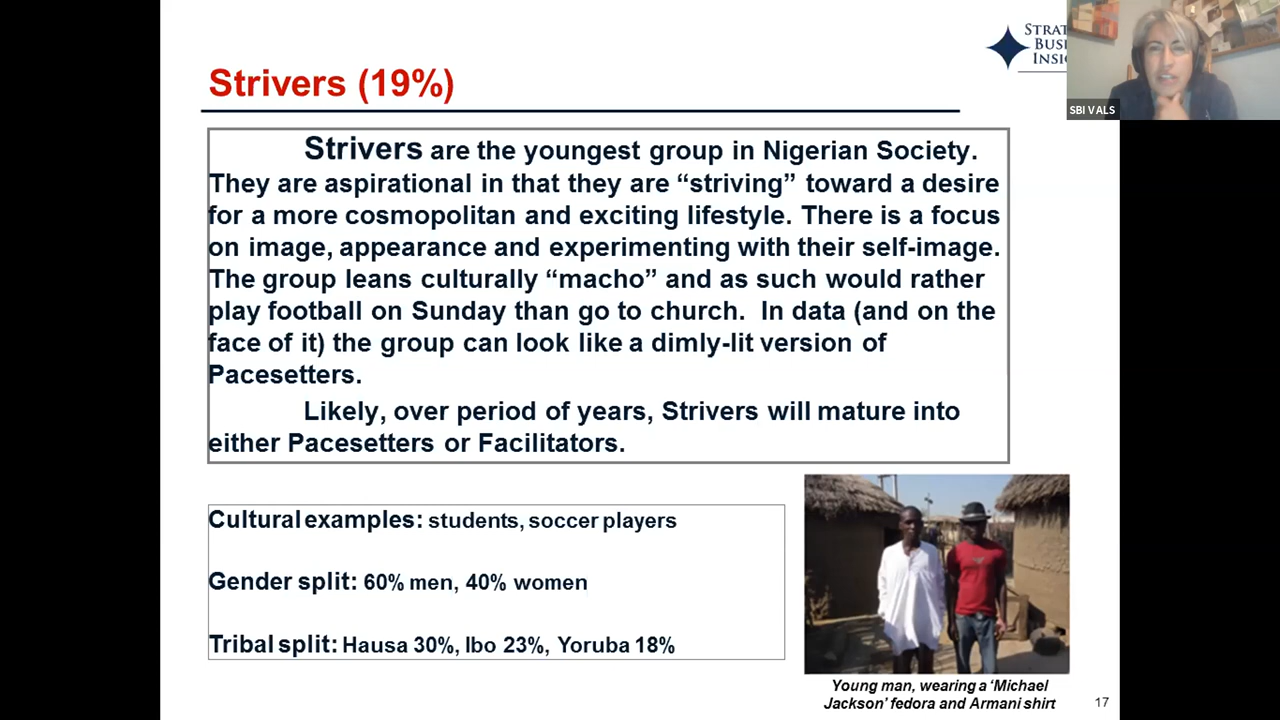 STRAT
BUSI
INSIG
SBI VALS
Strivers (19%)
Strivers are the youngest group in Nigerian Society.
They are aspirational in that they are “striving” toward a desire
for a more cosmopolitan and exciting lifestyle. There is a focus
on image, appearance and experimenting with their self-image.
The group leans culturally “macho” and as such would rather
play football on Sunday than go to church. In data (and on the
face of it) the group can look like a dimly-lit version of
Pacesetters.
Likely, over period of years, Strivers will mature into
either Pacesetters or Facilitators.
Cultural examples: students, soccer players
Gender split: 60% men, 40% women
Tribal split: Hausa 30%, Ibo 23%, Yoruba 18%
Young man, wearing a ‘Michael
Jackson’ fedora and Armani shirt
17